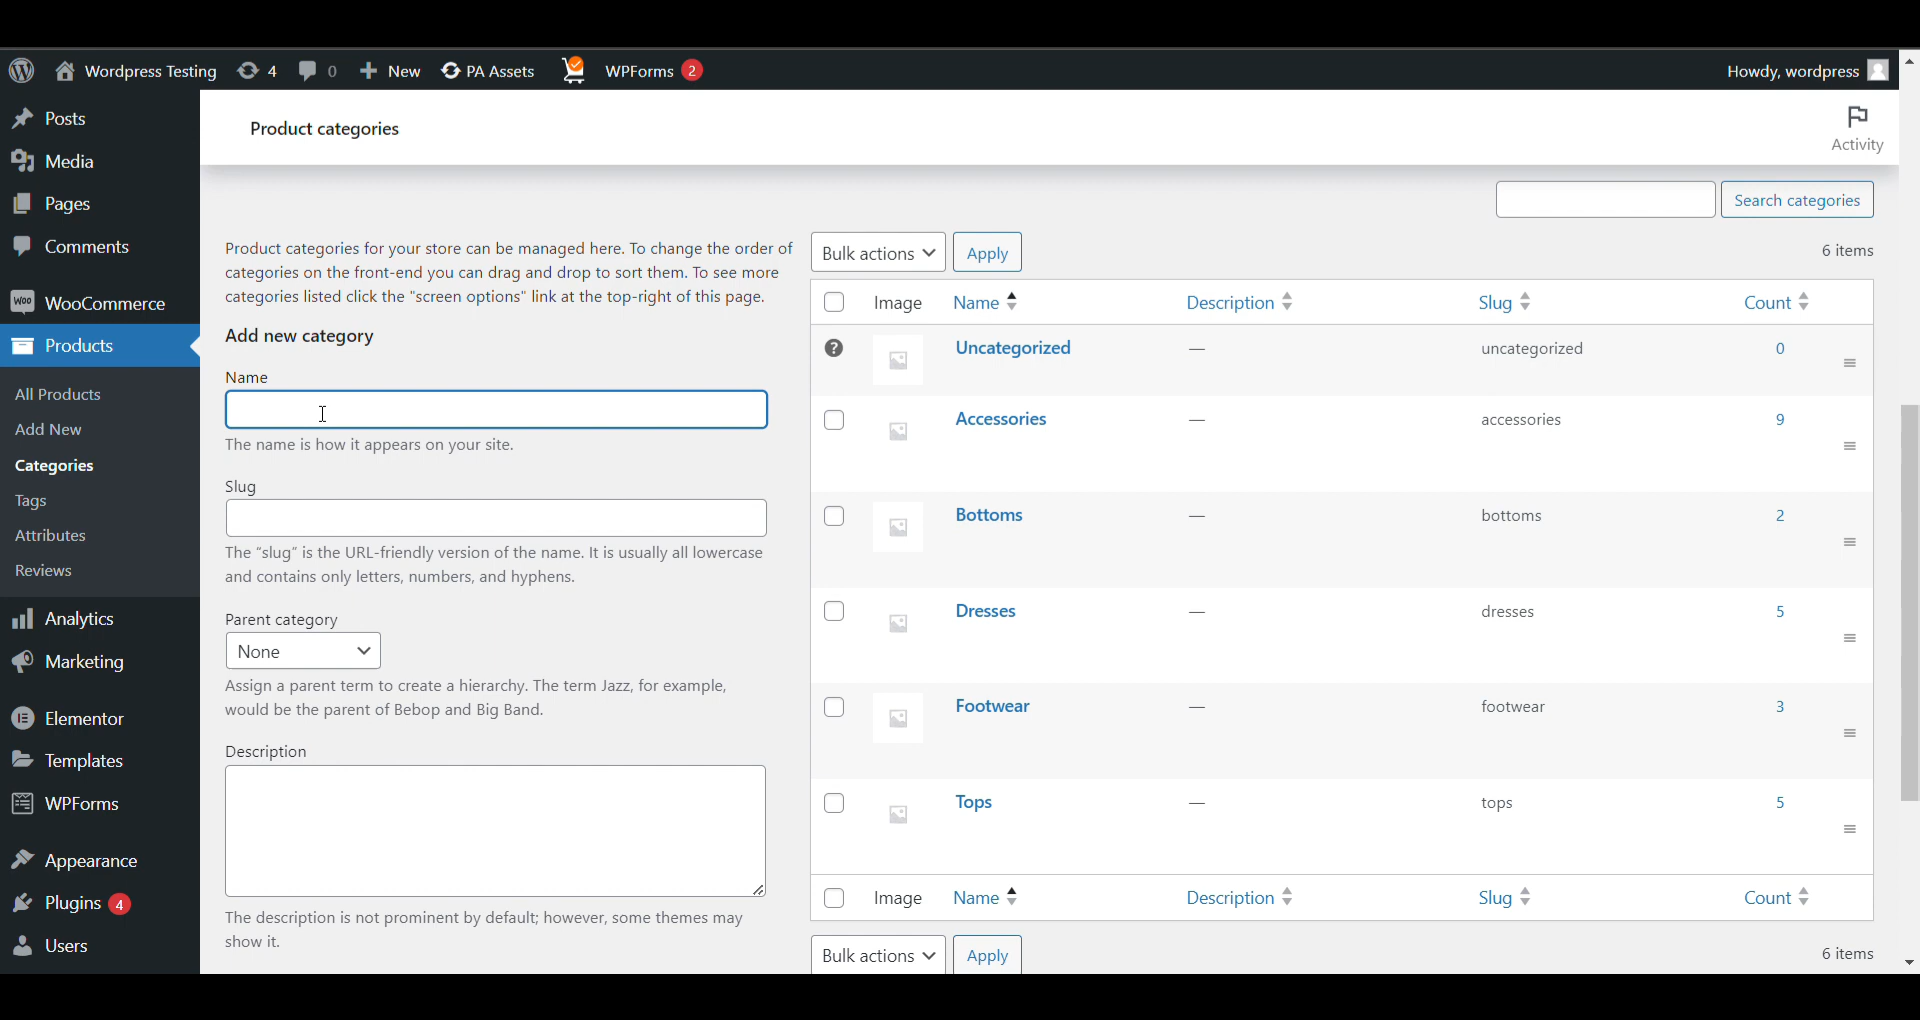 Wordpress Testing 4 0 New PA Assets WPForms 2 Howdy, wordpress
Posts
Media
Pages
Comments
WOO WooCommerce
Products
All Products
Add New
Categories
Tags
Attributes
Reviews
Analytics
Marketing
Elementor
Templates
WPForms
Appearance
Plugins 4
Users
Product categories
Activity
Search categories
Product categories for your store can be managed here. To change the order of
categories on the front-end you can drag and drop to sort them. To see more
categories listed click the "screen options" link at the top-right of this page.
Add new category
Name
The name is how it appears on your site.
Slug
The "slug" is the URL-friendly version of the name. It is usually all lowercase
and contains only letters, numbers, and hyphens.
Parent category
None
Assign a parent term to create a hierarchy. The term Jazz, for example,
would be the parent of Bebop and Big Band.
Description
The description is not prominent by default; however, some themes may
show it.
Bulk actions Apply 6 items
Image Name Description Slug Count
? Uncategorized — uncategorized 0
Accessories — accessories 9
Bottoms — bottoms 2
Dresses — dresses 5
Footwear — footwear 3
Tops — tops 5
Image Name Description Slug Count
Bulk actions Apply 6 items